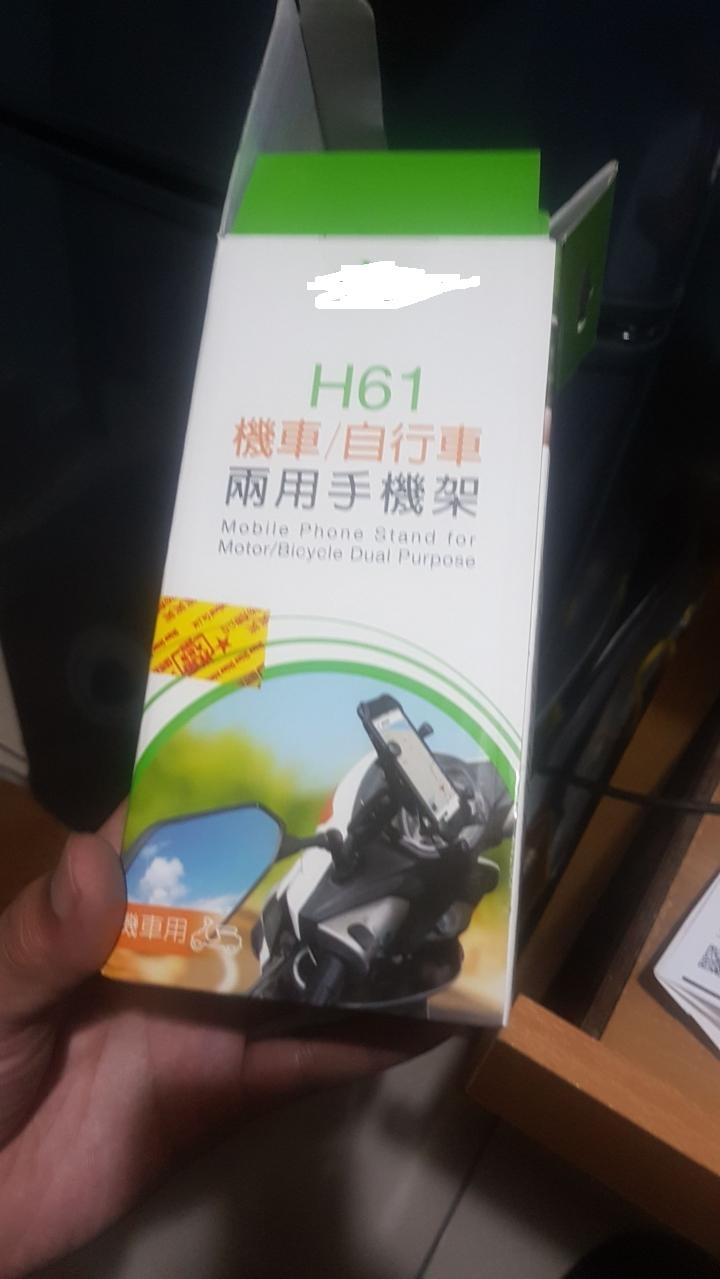 H61
機車/自行車
兩用手機架
Mobile Phone Stand for
Motor/Bicycle Dual Purpose
機車用